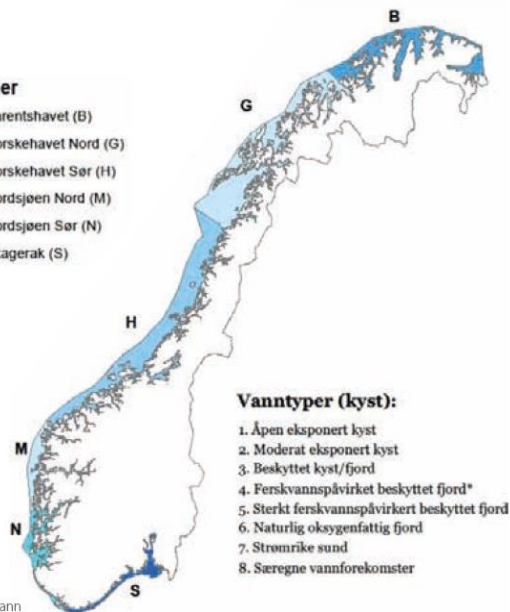 er
arentshavet (B)
orskehavet Nord (G)
orskehavet Sør (H)
ordsjøen Nord (M)
ordsjøen Sør (N)
kagerak (S)
B
G
H
M
N
S
Vanntyper (kyst):
1. Åpen eksponert kyst
2. Moderat eksponert kyst
3. Beskyttet kyst/fjord
4. Ferskvannspåvirket beskyttet fjord*
5. Sterkt ferskvannspåvirkert beskyttet fjord
6. Naturlig oksygenfattig fjord
7. Strømrike sund
8. Særegne vannforekomster
ann